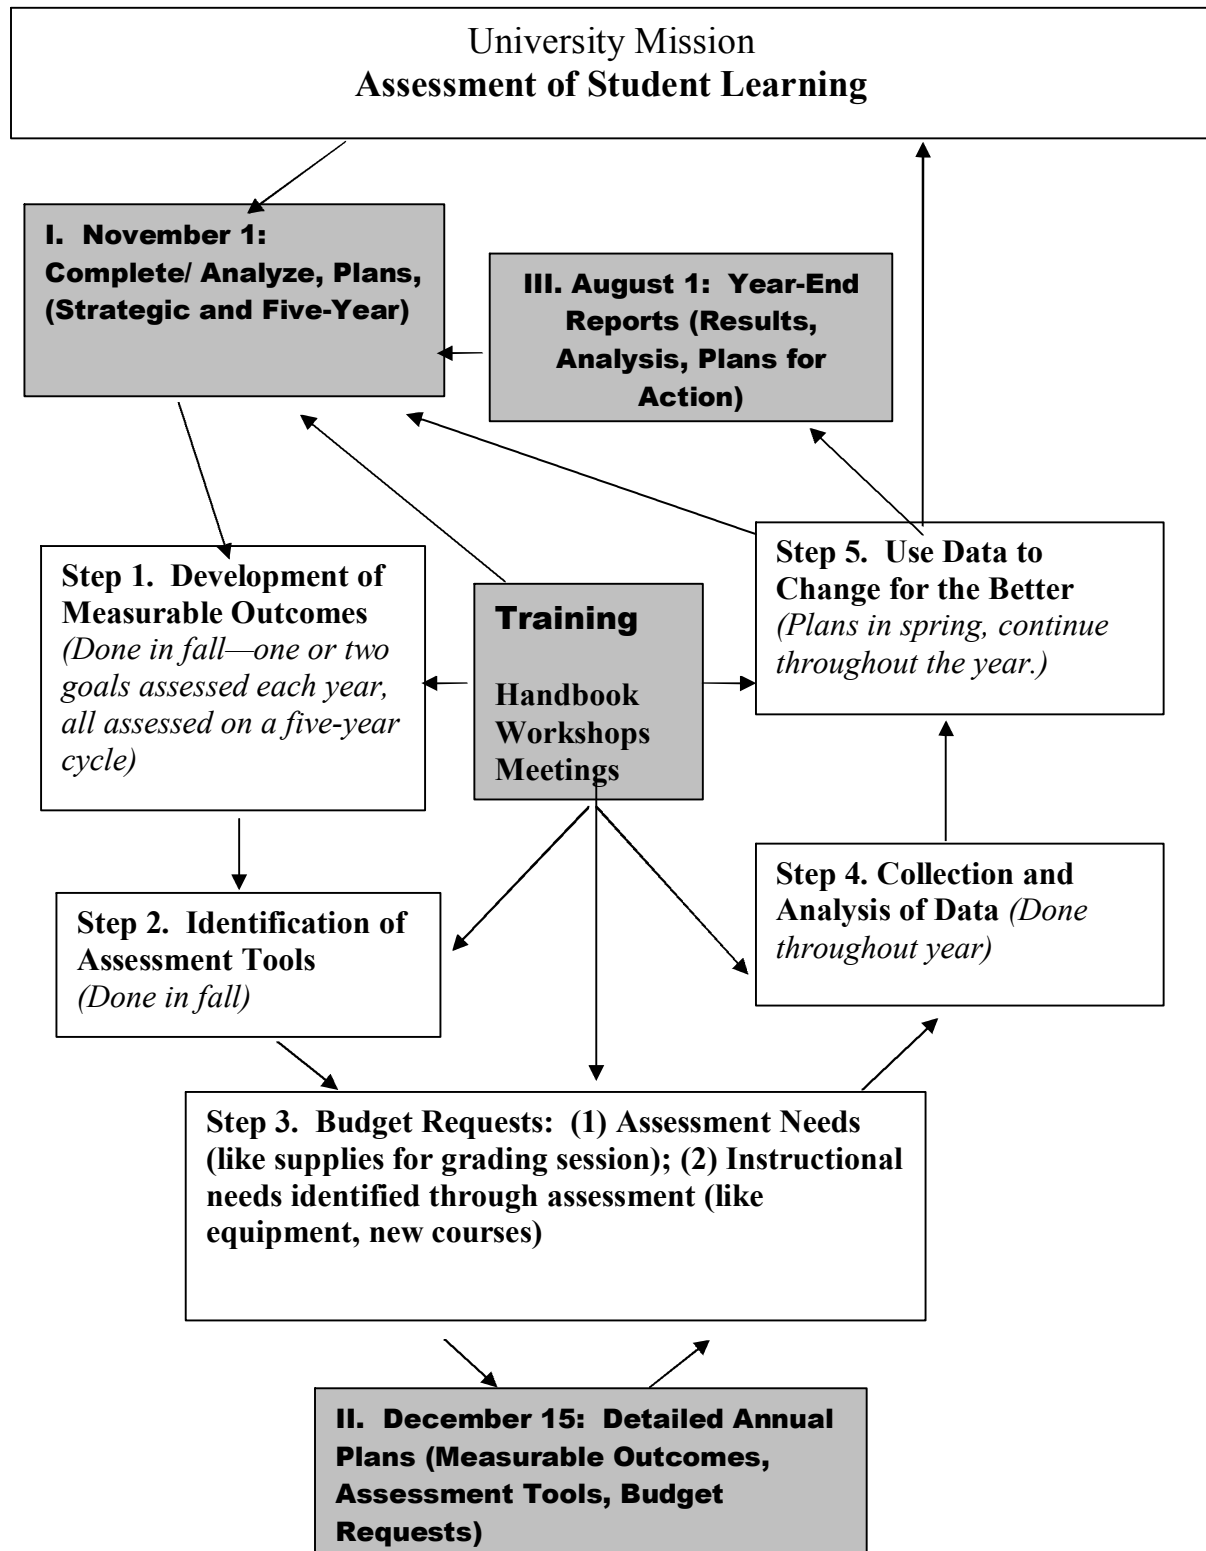 University Mission
Assessment of Student Learning
I.  November 1:
Complete/ Analyze, Plans,
(Strategic and Five-Year)
III. August 1:  Year-End
Reports (Results,
Analysis, Plans for
Action)
Step 1.  Development of
Measurable Outcomes
(Done in fall—one or two
goals assessed each year,
all assessed on a five-year
cycle)
Training
Handbook
Workshops
Meetings
Step 5.  Use Data to
Change for the Better
(Plans in spring, continue
throughout the year.)
Step 2.  Identification of
Assessment Tools
(Done in fall)
Step 4. Collection and
Analysis of Data (Done
throughout year)
Step 3.  Budget Requests:  (1) Assessment Needs
(like supplies for grading session); (2) Instructional
needs identified through assessment (like
equipment, new courses)
II.  December 15:  Detailed Annual
Plans (Measurable Outcomes,
Assessment Tools, Budget
Requests)